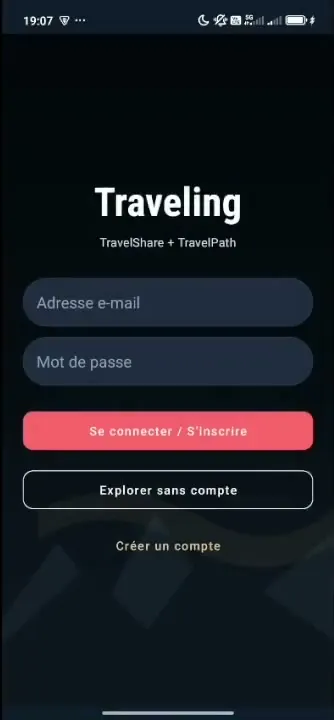 19:07
5G
Traveling
TravelShare + TravelPath
Adresse e-mail
Mot de passe
Se connecter / S'inscrire
Explorer sans compte
Créer un compte